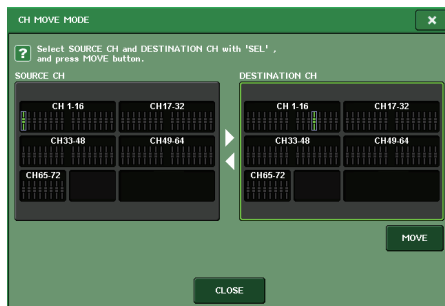 CH MOVE MODE
×
? Select SOURCE CH and DESTINATION CH with 'SEL' ,
and press MOVE button.
SOURCE CH
DESTINATION CH
CH 1-16 CH17-32
CH33-48 CH49-64
CH65-72
CH 1-16 CH17-32
CH33-48 CH49-64
CH65-72
MOVE
CLOSE